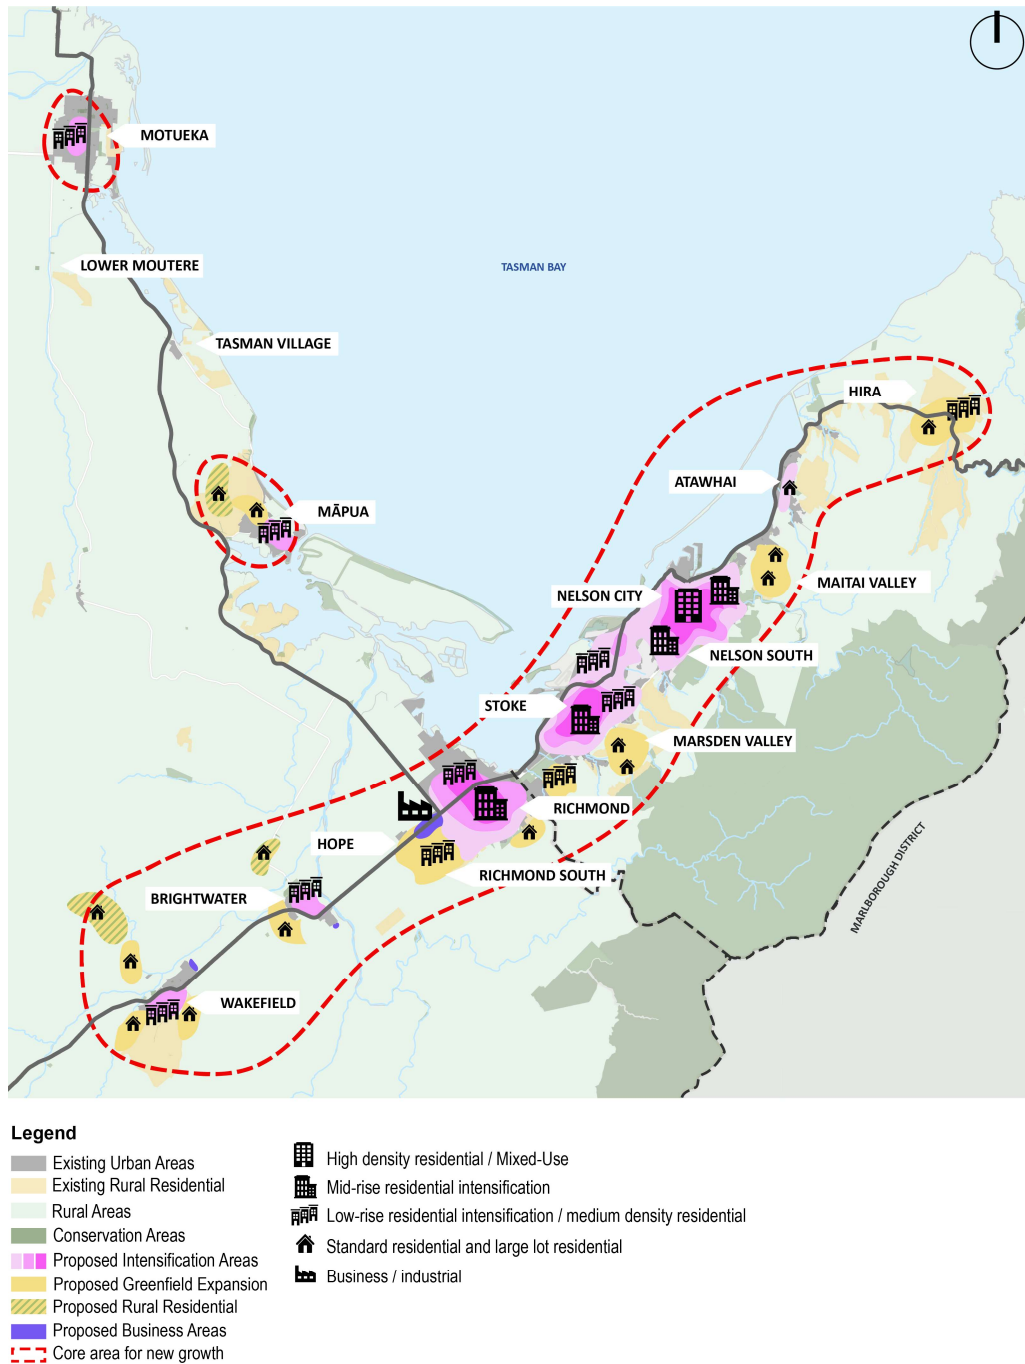 MOTUEKA
LOWER MOUTERE
TASMAN BAY
TASMAN VILLAGE
HIRA
ATAWHAI
MĀPUA
MAITAI VALLEY
NELSON CITY
NELSON SOUTH
STOKE
MARSDEN VALLEY
RICHMOND
HOPE
RICHMOND SOUTH
BRIGHTWATER
MARLBOROUGH DISTRICT
WAKEFIELD
Legend
Existing Urban Areas
Existing Rural Residential
Rural Areas
Conservation Areas
Proposed Intensification Areas
Proposed Greenfield Expansion
Proposed Rural Residential
Proposed Business Areas
Core area for new growth
High density residential / Mixed-Use
Mid-rise residential intensification
Low-rise residential intensification / medium density residential
Standard residential and large lot residential
Business / industrial